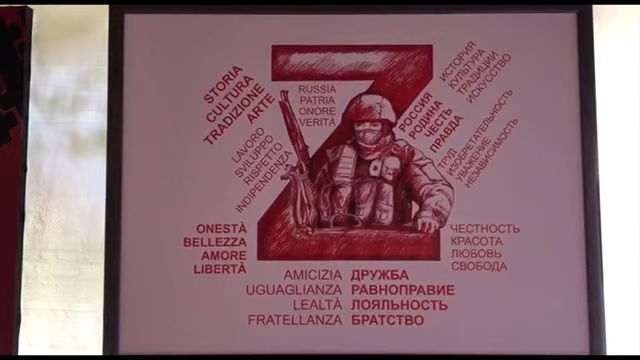 STORIA
CULTURA
TRADIZIONE
ARTE
RUSSIA
PATRIA
ONORE
VERITÀ
ИСТОРИЯ
КУЛЬТУРА
ТРАДИЦИИ
ИСКУССТВО
РОССИЯ
РОДИНА
ЧЕСТЬ
ПРАВДА
LAVORO
SVILUPPO
RISPETTO
INDIPENDENZA
ТРУД
ИЗОБРЕТАТЕЛЬНОСТЬ
УВАЖЕНИЕ
НЕЗАВИСИМОСТЬ
Z
ONESTÀ
BELLEZZA
AMORE
LIBERTÀ
ЧЕСТНОСТЬ
КРАСОТА
ЛЮБОВЬ
СВОБОДА
AMICIZIA ДРУЖБА
UGUAGLIANZA РАВНОПРАВИЕ
LEALTÀ ЛОЯЛЬНОСТЬ
FRATELLANZA БРАТСТВО